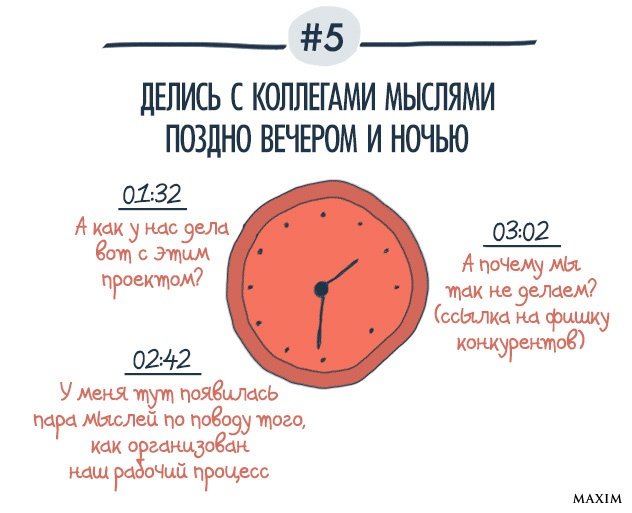 #5
ДЕЛИСЬ С КОЛЛЕГАМИ МЫСЛЯМИ
ПОЗДНО ВЕЧЕРОМ И НОЧЬЮ
01:32
А как у нас дела
вот с этим
проектом?
03:02
А почему мы
так не делаем?
(ссылка на фишку
конкурентов)
02:42
У меня тут появилась
пара мыслей по поводу того,
как организован
наш рабочий процесс
MAXIM